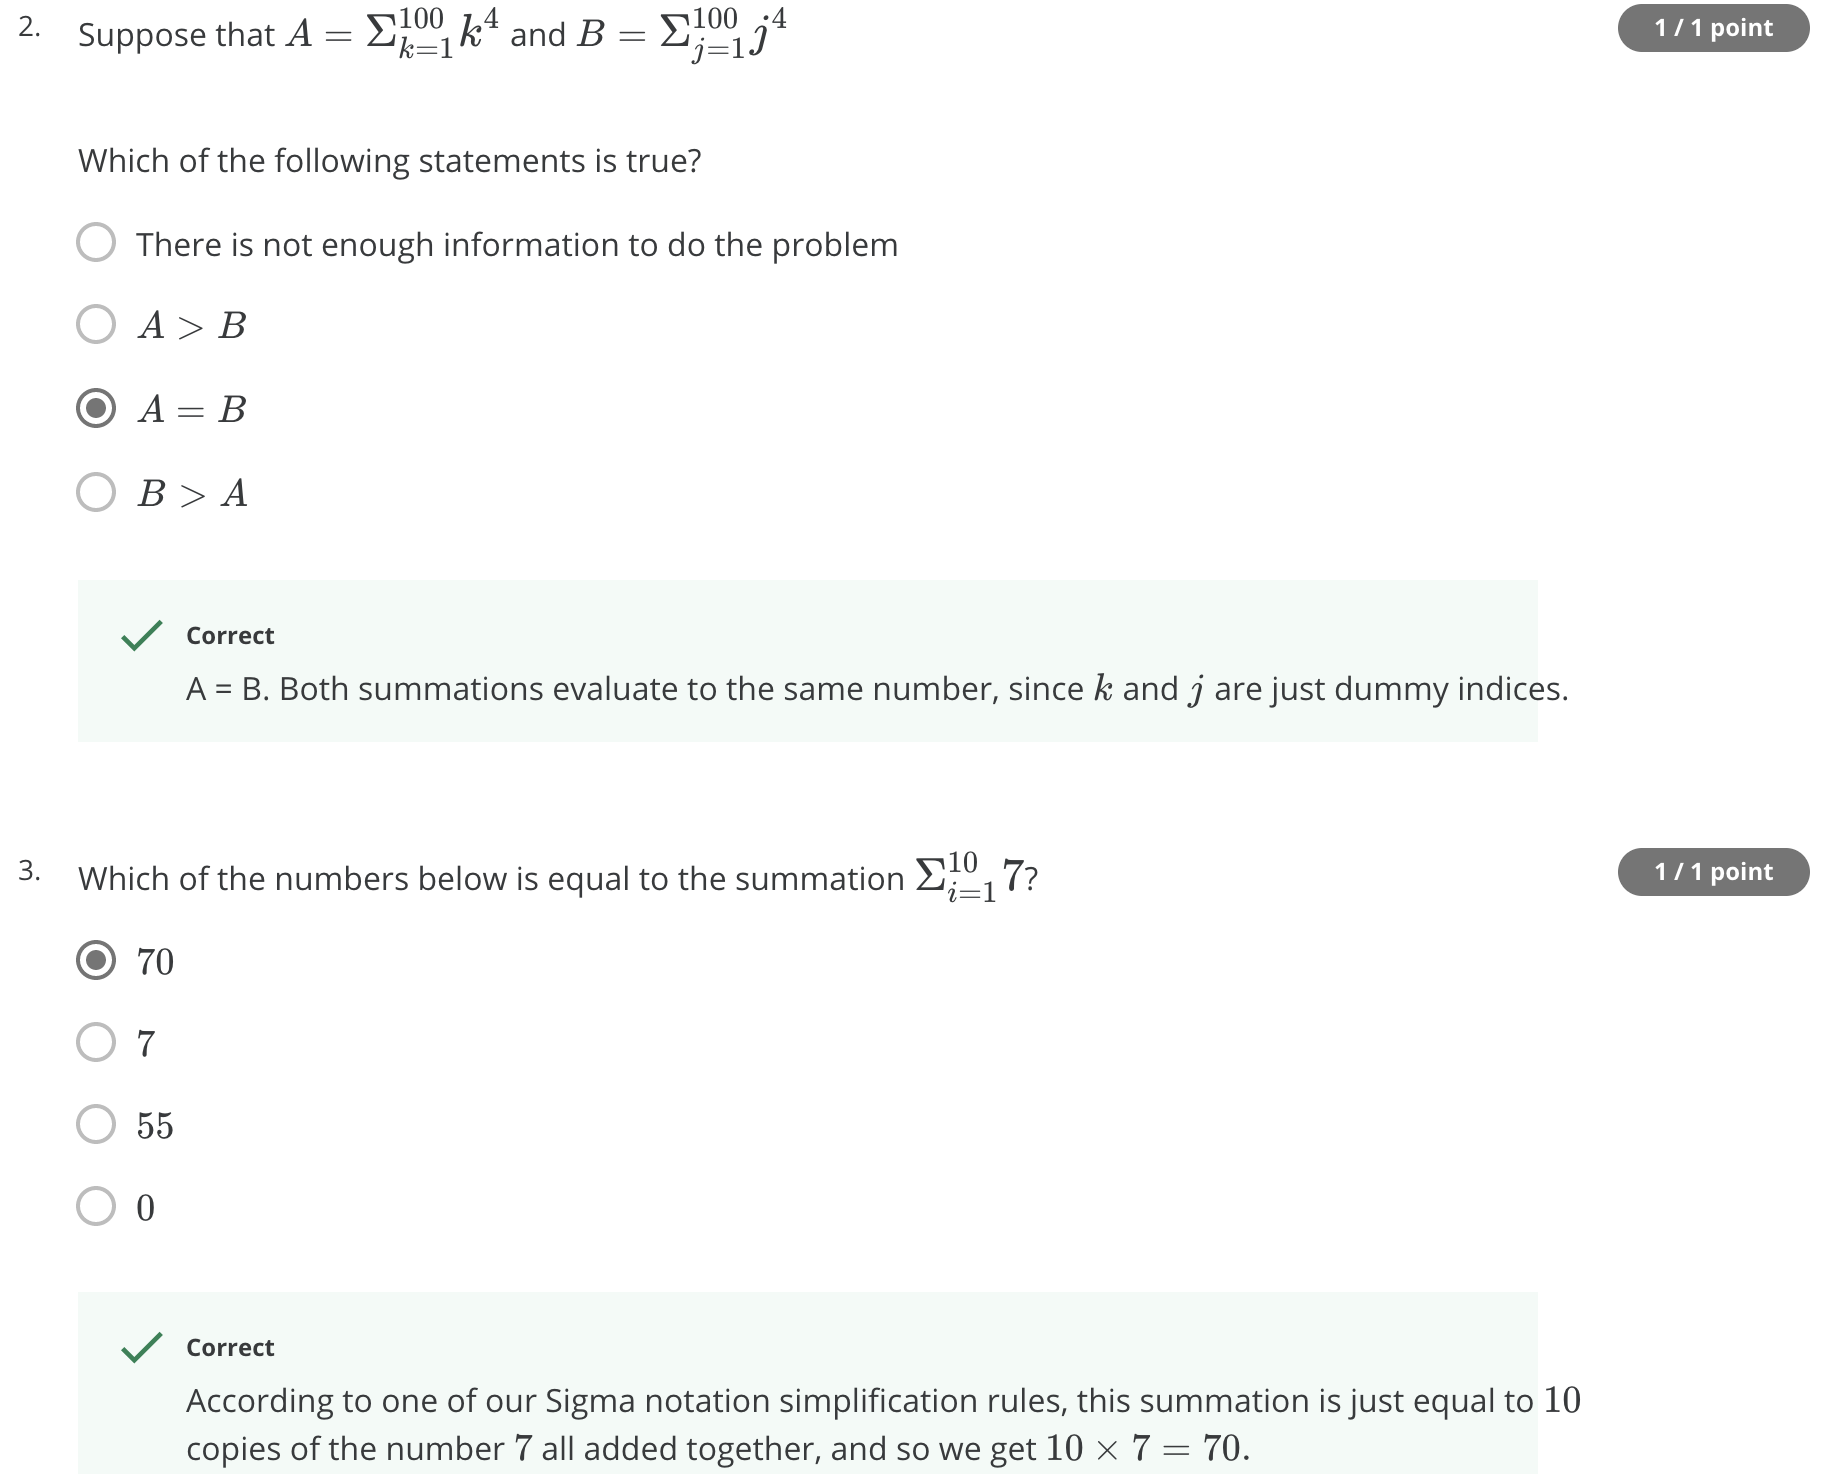 2. Suppose that $A = \Sigma_{k=1}^{100} k^4$ and $B = \Sigma_{j=1}^{100} j^4$
1 / 1 point
Which of the following statements is true?
There is not enough information to do the problem
$A > B$
$A = B$
$B > A$
Correct
A = B. Both summations evaluate to the same number, since $k$ and $j$ are just dummy indices.
3. Which of the numbers below is equal to the summation $\Sigma_{i=1}^{10} 7$?
1 / 1 point
70
7
55
0
Correct
According to one of our Sigma notation simplification rules, this summation is just equal to 10
copies of the number 7 all added together, and so we get $10 \times 7 = 70$.